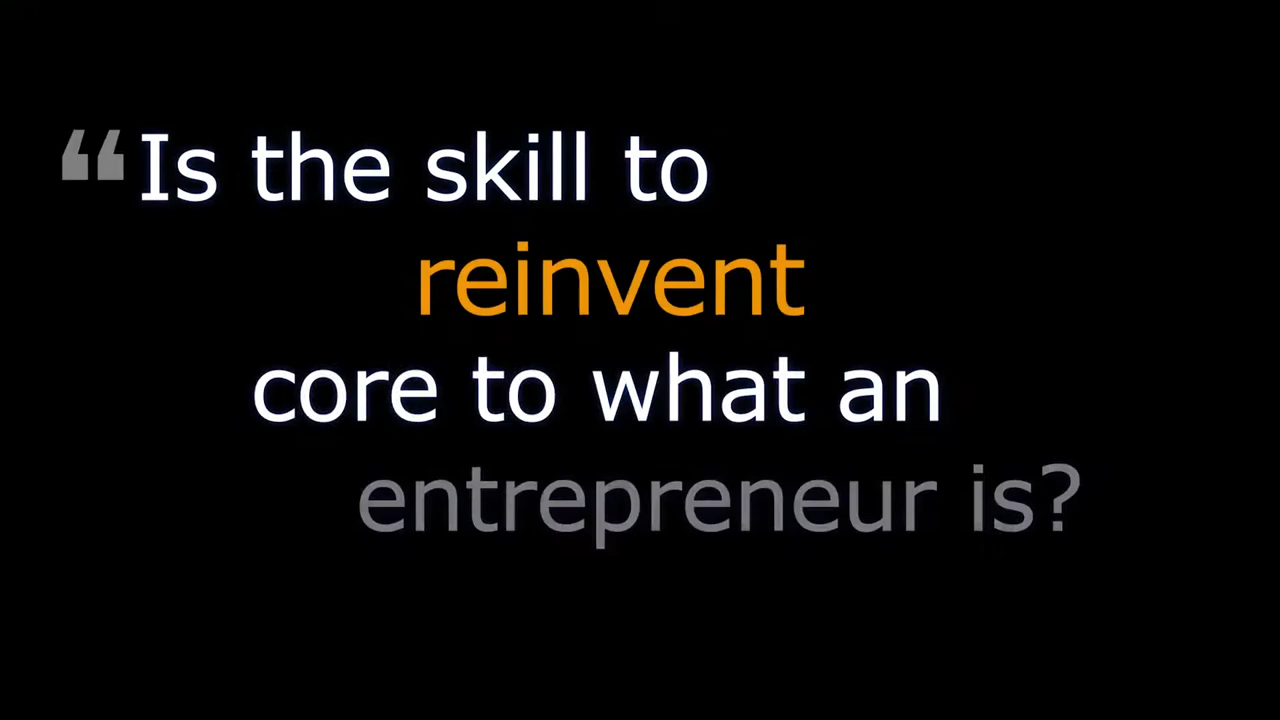 “Is the skill to
reinvent
core to what an
entrepreneur is?